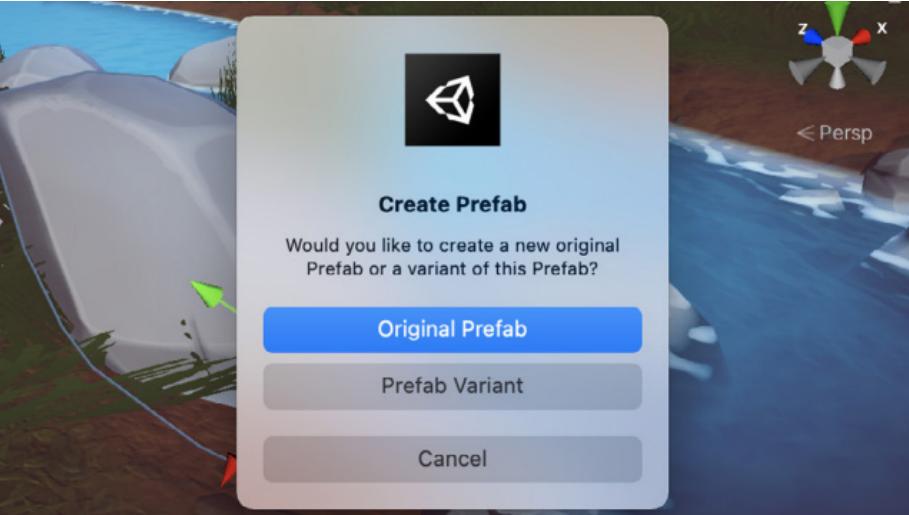 Z X
< Persp
Create Prefab
Would you like to create a new original
Prefab or a variant of this Prefab?
Original Prefab
Prefab Variant
Cancel